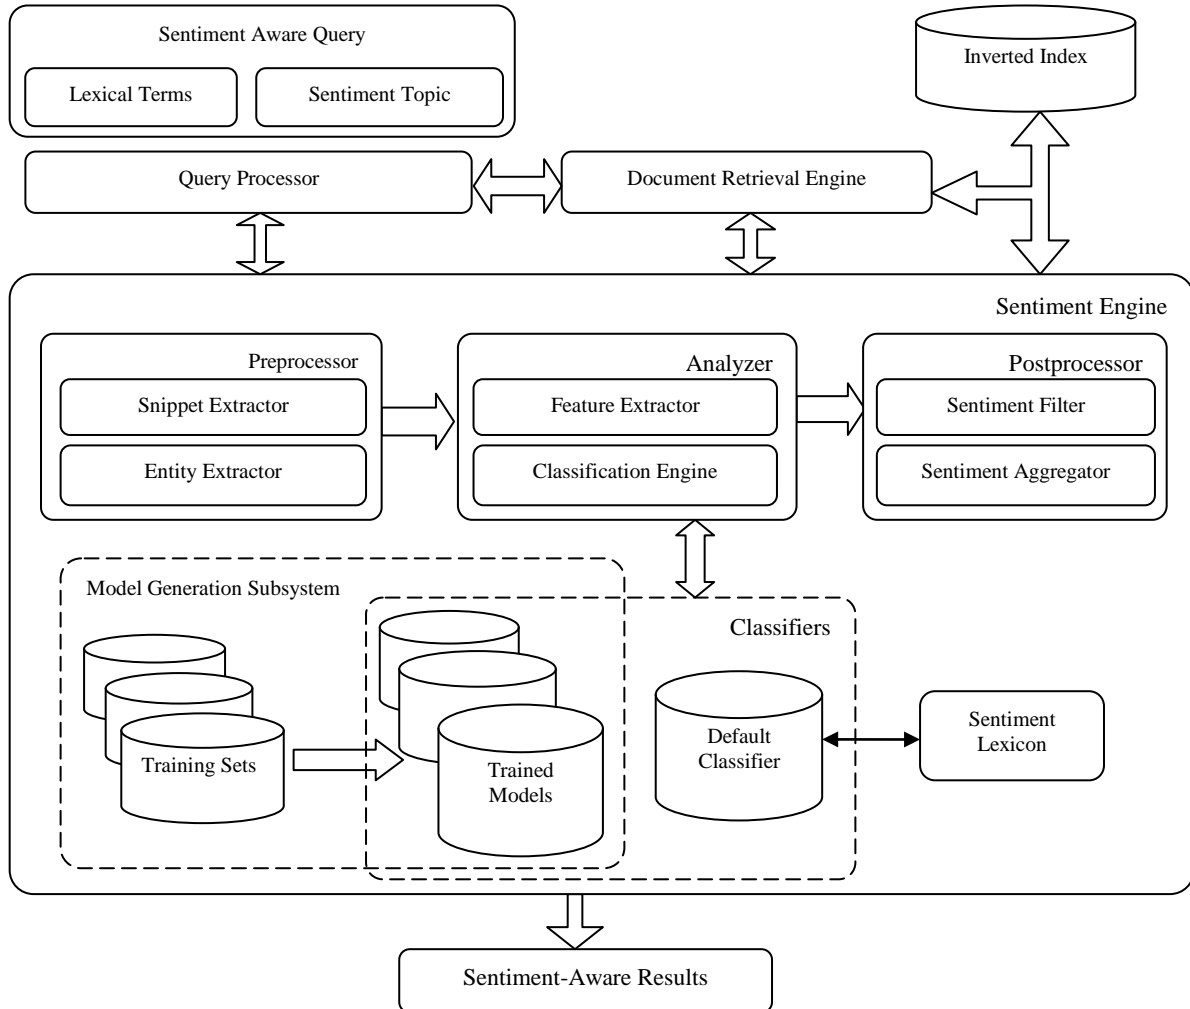 Sentiment Aware Query
Lexical Terms
Sentiment Topic
Inverted Index
Query Processor
Document Retrieval Engine
Sentiment Engine
Preprocessor
Snippet Extractor
Entity Extractor
Analyzer
Feature Extractor
Classification Engine
Postprocessor
Sentiment Filter
Sentiment Aggregator
Model Generation Subsystem
Training Sets
Trained
Models
Classifiers
Default
Classifier
Sentiment
Lexicon
Sentiment-Aware Results